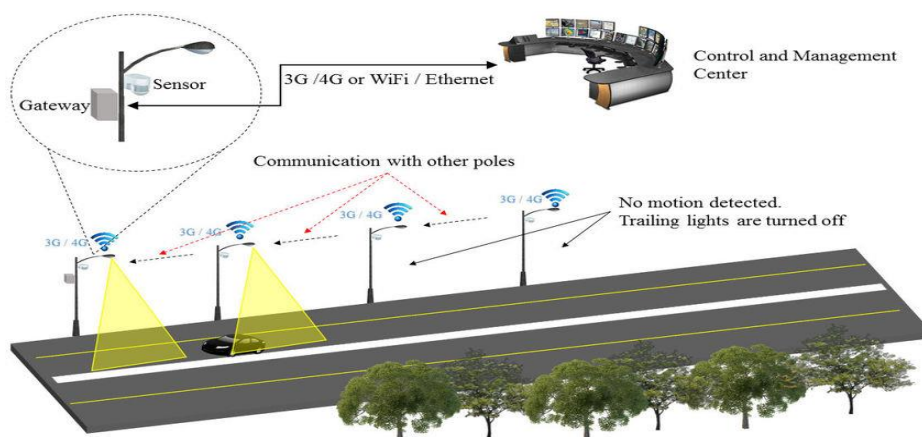 Sensor
Gateway
3G /4G or WiFi / Ethernet
Control and Management
Center
Communication with other poles
No motion detected.
Trailing lights are turned off
3G / 4G
3G / 4G
3G / 4G
3G / 4G